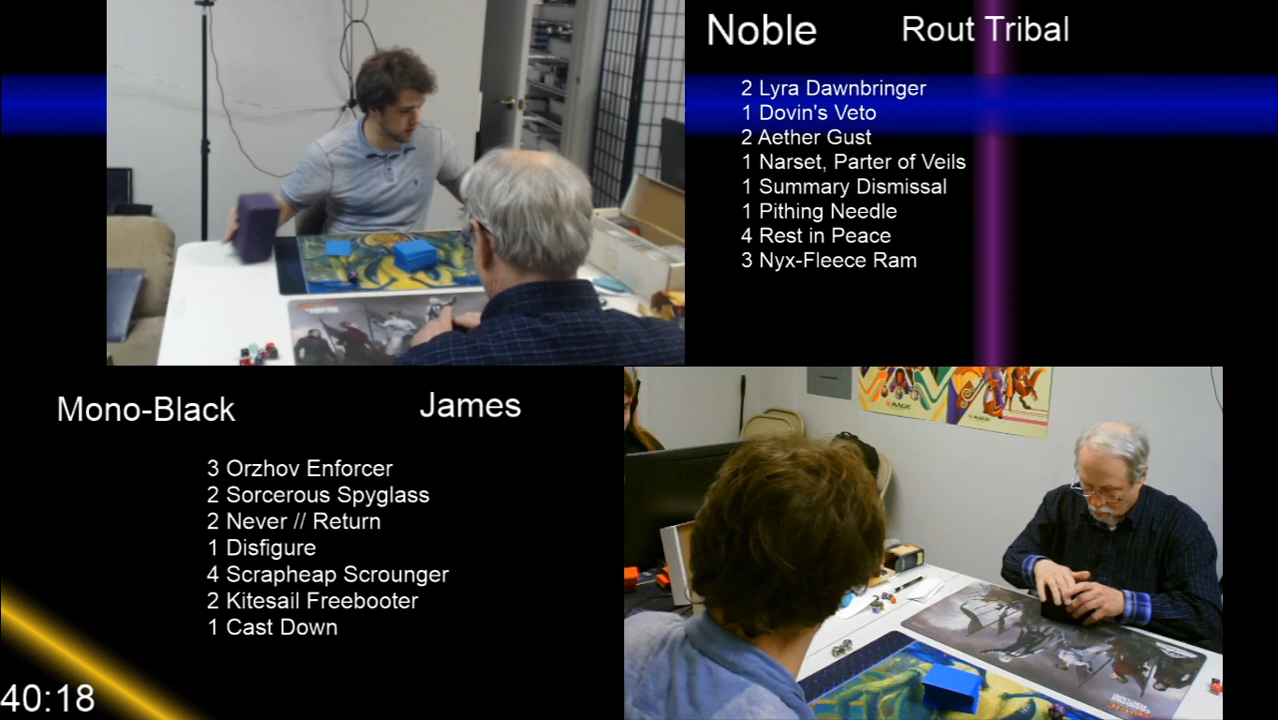 Noble
Rout Tribal
2 Lyra Dawnbringer
1 Dovin's Veto
2 Aether Gust
1 Narset, Parter of Veils
1 Summary Dismissal
1 Pithing Needle
4 Rest in Peace
3 Nyx-Fleece Ram
Mono-Black
James
3 Orzhov Enforcer
2 Sorcerous Spyglass
2 Never // Return
1 Disfigure
4 Scrapheap Scrounger
2 Kitesail Freebooter
1 Cast Down
40:18
MAGIC
MAGIC